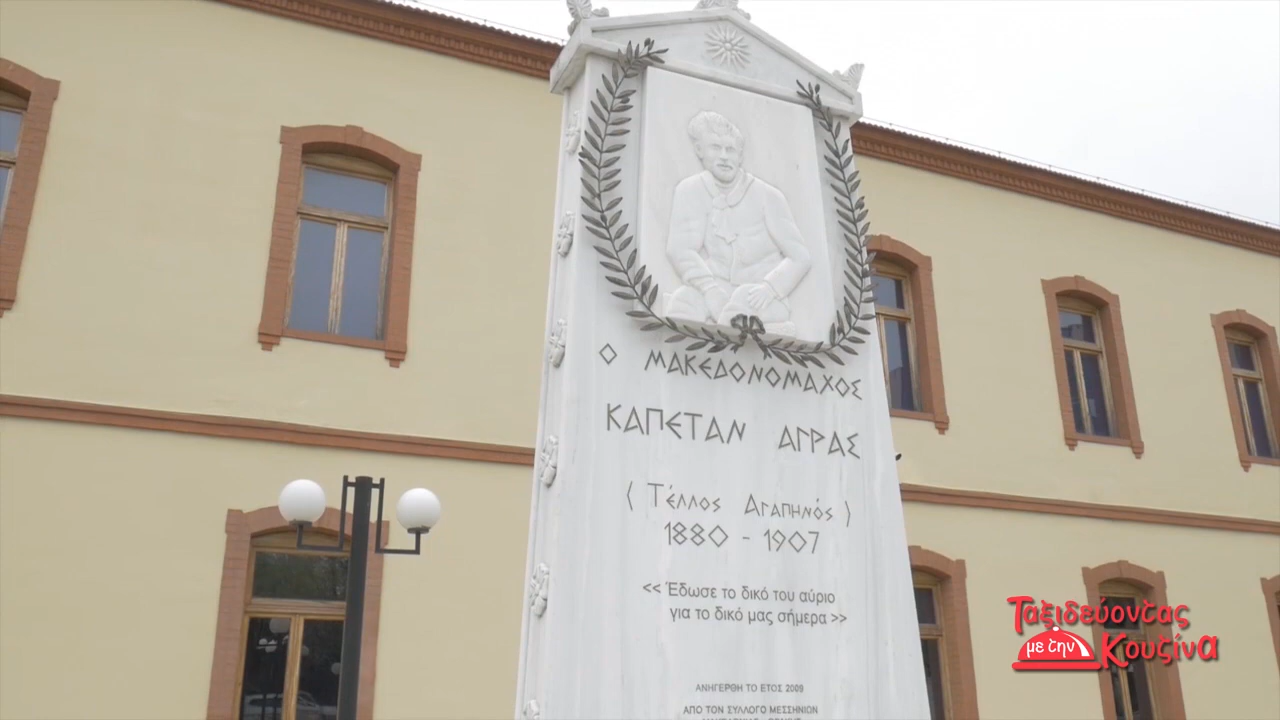 Ο ΜΑΚΕΔΟΝΟΜΑΧΟΣ
ΚΑΠΕΤΑΝ ΑΓΡΑΣ
(ΤέΛΛΟΣ ΑΓΑΠΗΝόΣ)
1880 - 1907
<< Έδωσε το δικό του αύριο
για το δικό μας σήμερα >>
ΑΝΗΓΕΡΘΗ ΤΟ ΕΤΟΣ 2009
ΑΠΟ ΤΟΝ ΣΥΛΛΟΓΟ ΜΕΣΣΗΝΙΩΝ
Ταξιδεύοντας
με την Κουζίνα